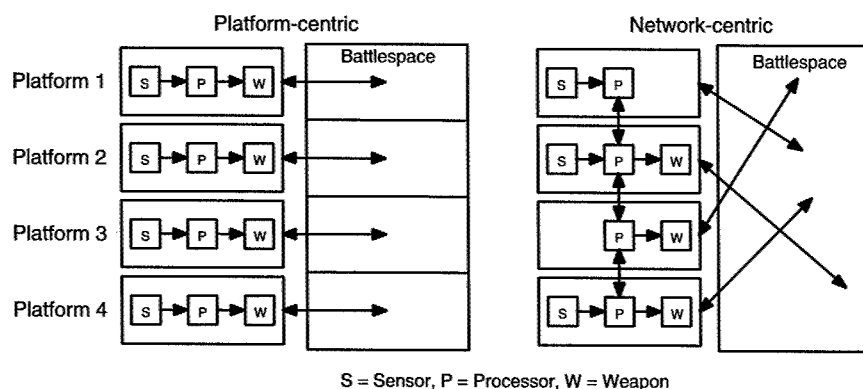 Platform-centric
Network-centric
Battlespace
Battlespace
Platform 1
S P W
S P
Platform 2
S P W
S P W
Platform 3
S P W
P W
Platform 4
S P W
S P W
S = Sensor, P = Processor, W = Weapon